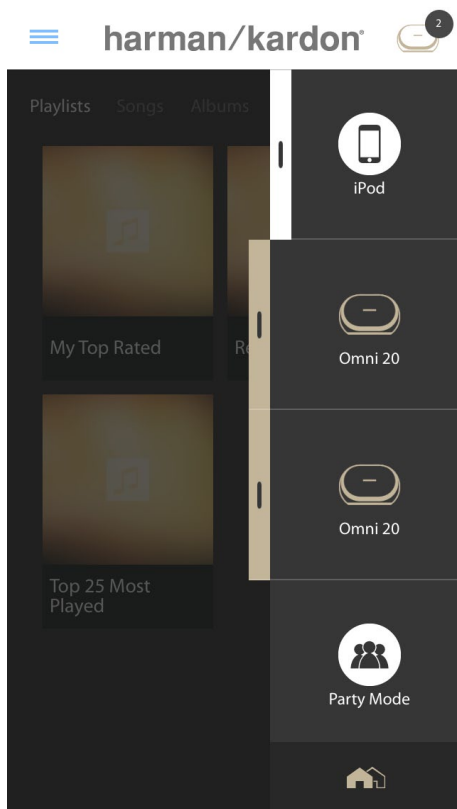 harman/kardon®
2
Playlists Songs Albums
iPod
My Top Rated
Omni 20
Omni 20
Top 25 Most
Played
Party Mode